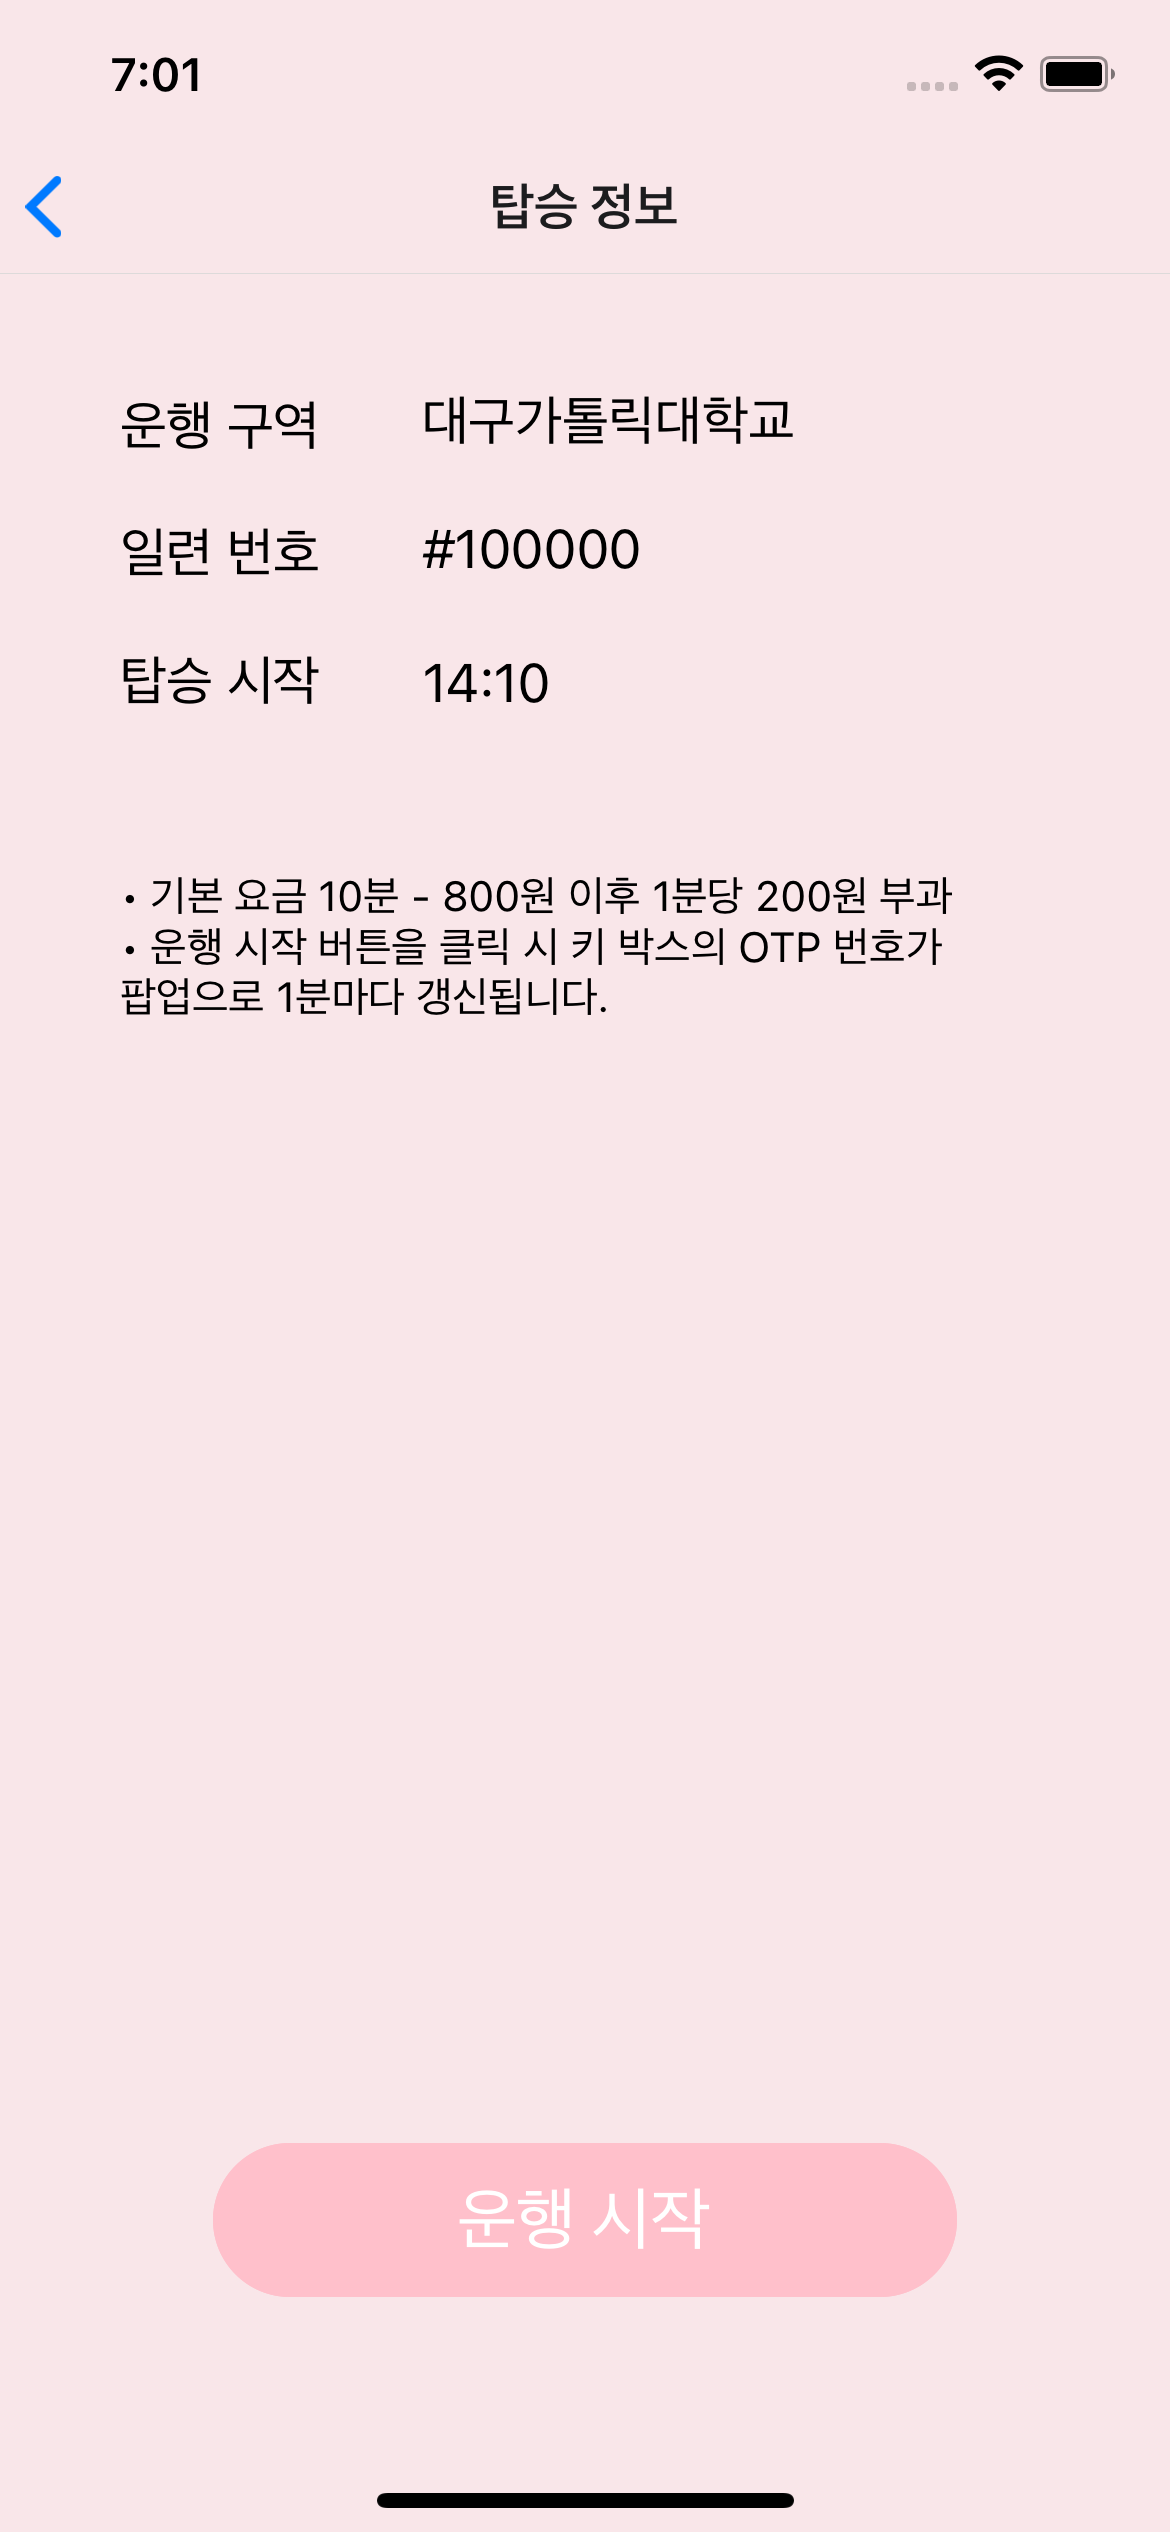 7:01
탑승 정보
운행 구역 대구가톨릭대학교
일련 번호 #100000
탑승 시작 14:10
• 기본 요금 10분 - 800원 이후 1분당 200원 부과
• 운행 시작 버튼을 클릭 시 키 박스의 OTP 번호가
팝업으로 1분마다 갱신됩니다.
운행 시작